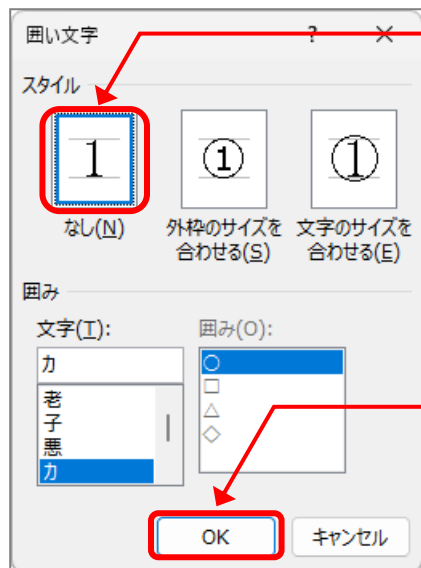 囲い文字
?
スタイル
1
①
①
なし(N)
外枠のサイズを
合わせる(S)
文字のサイズを
合わせる(E)
囲み
文字(T):
囲み(O):
カ
老
子
悪
カ
○
□
△
◇
OK
キャンセル